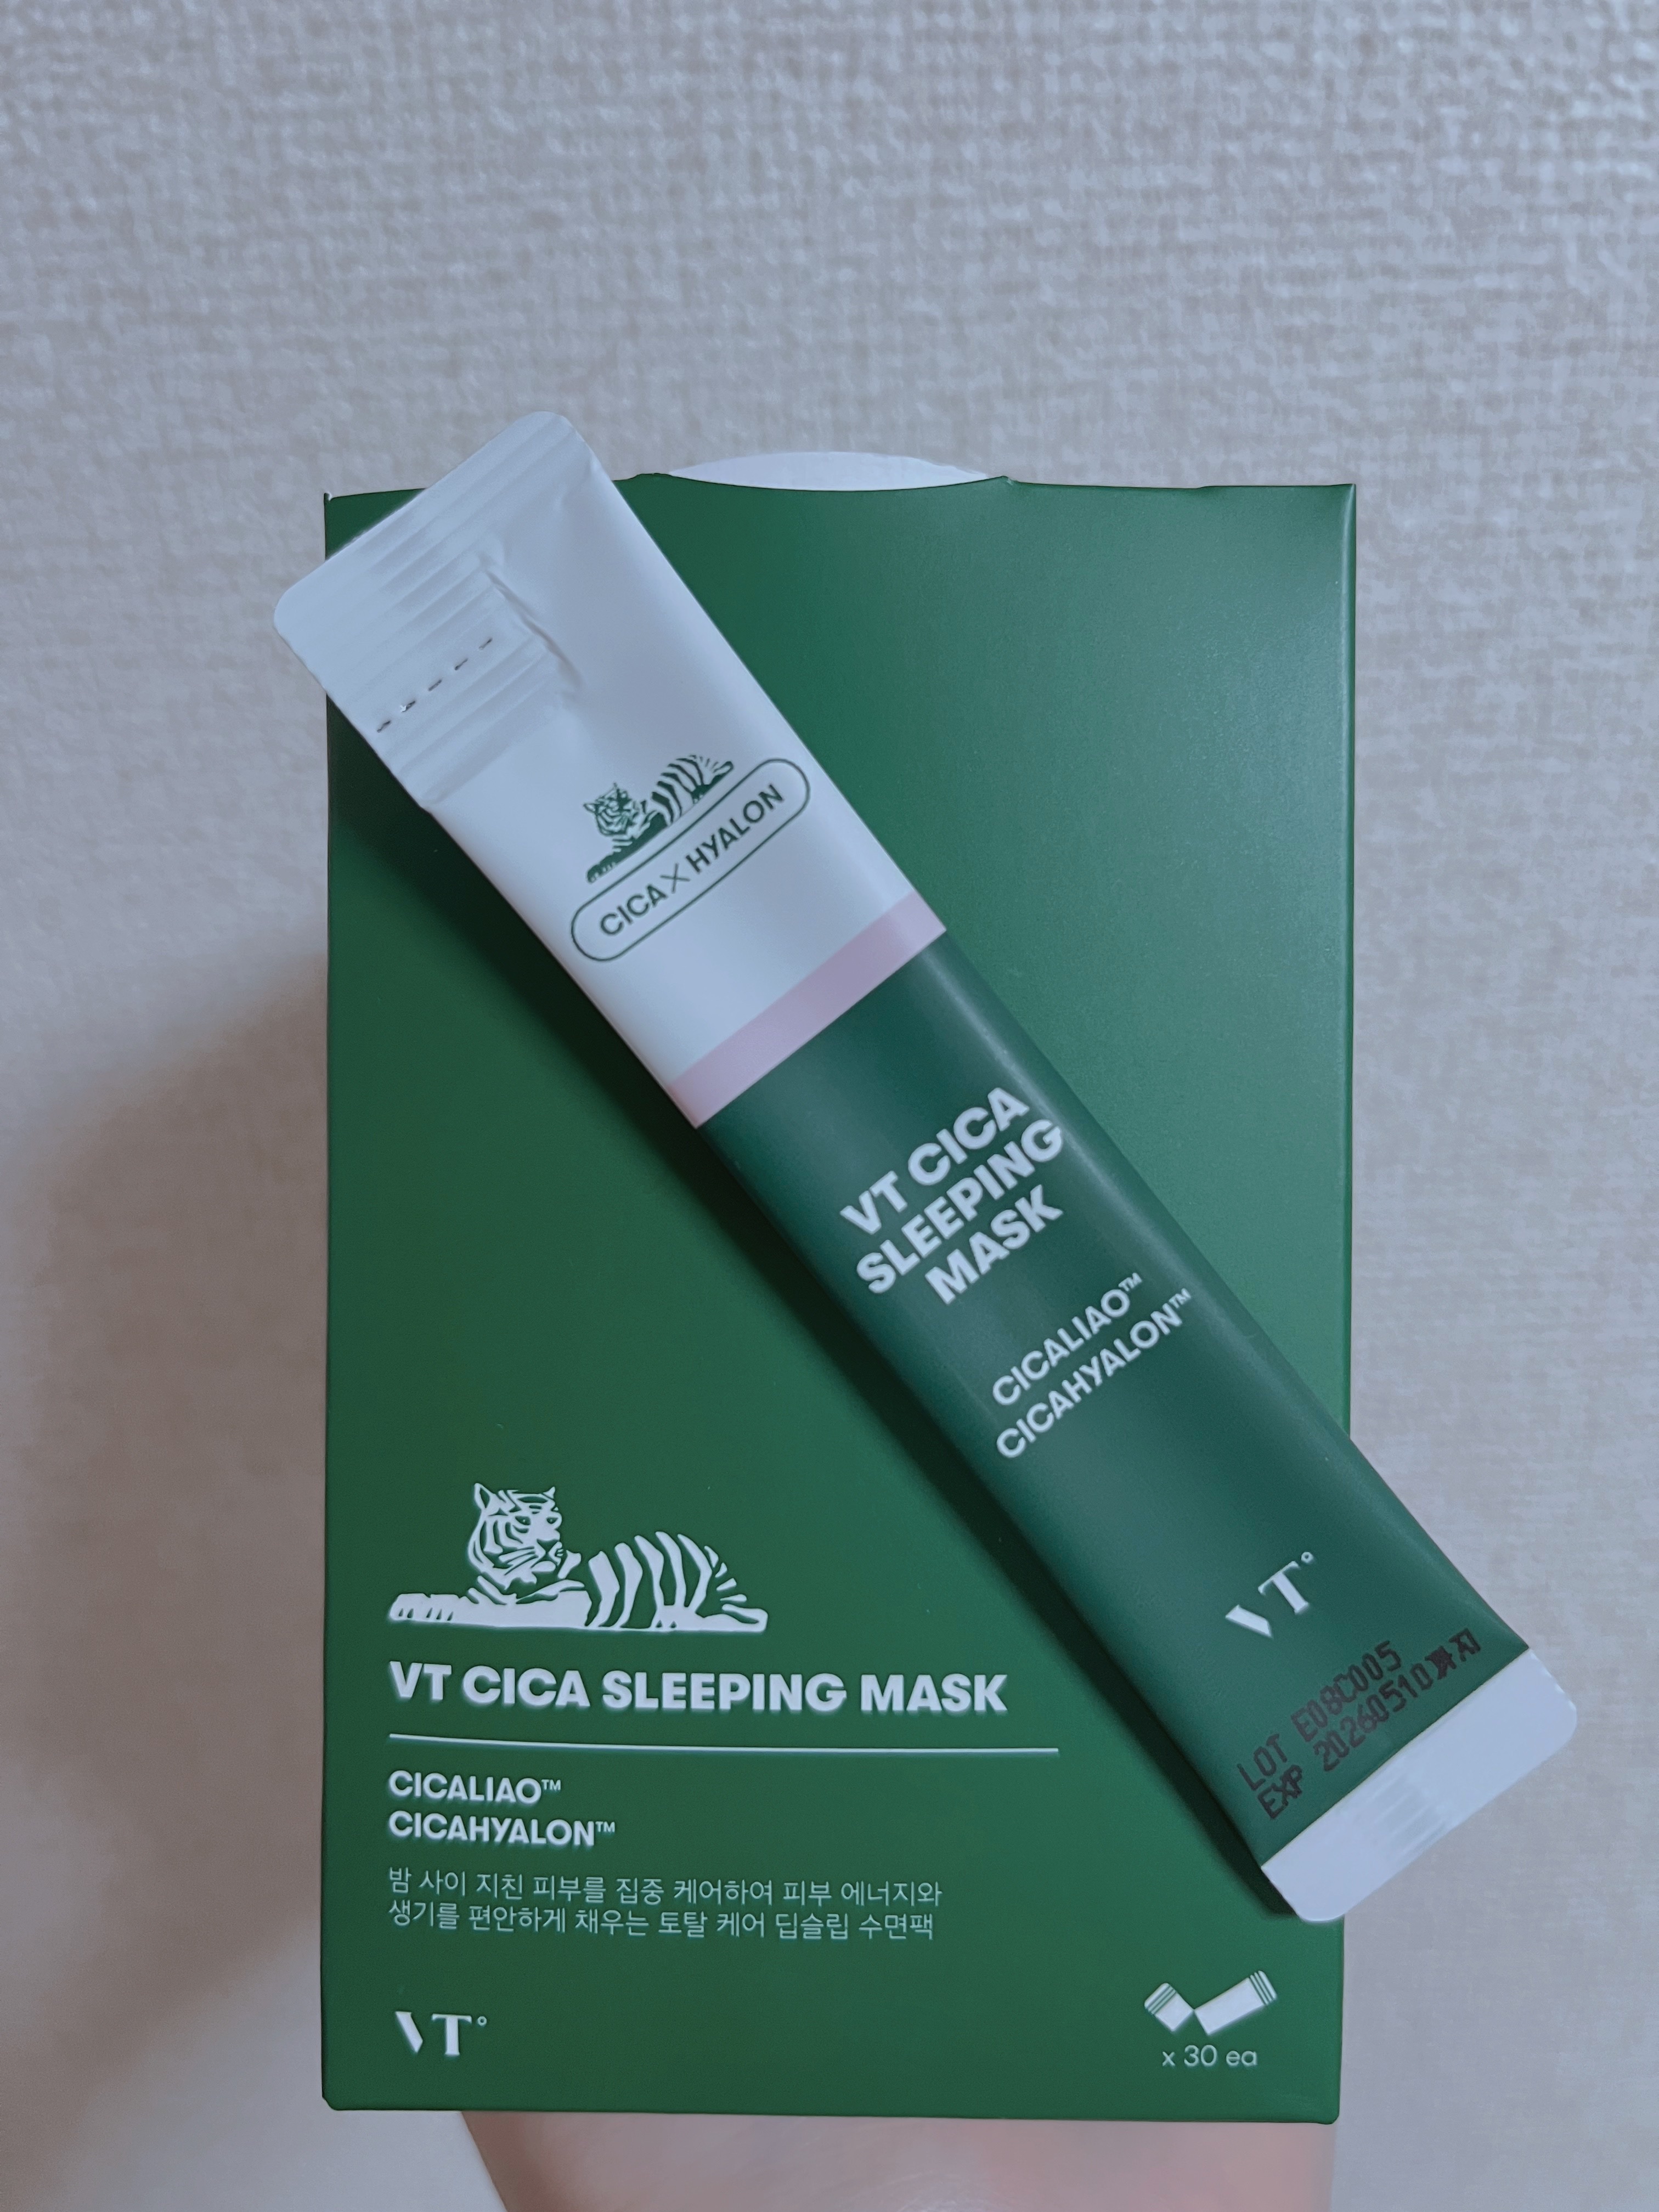 CICA X HYALON
VT CICA
SLEEPING
MASK
CICALIAO™
CICAHYALON™
VT°
LOT E08C005
EXP 20260510까지
VT CICA SLEEPING MASK
CICALIAO™
CICAHYALON™
밤 사이 지친 피부를 집중 케어하여 피부 에너지와
생기를 편안하게 채우는 토탈 케어 딥슬립 수면팩
VT°
x 30 ea